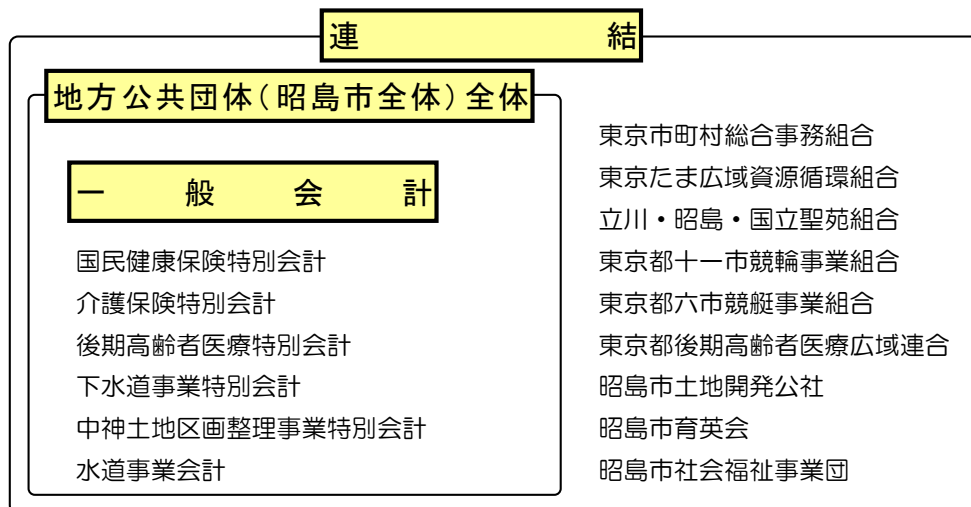 連　結
地方公共団体（昭島市全体）全体
一　般　会　計
国民健康保険特別会計
介護保険特別会計
後期高齢者医療特別会計
下水道事業特別会計
中神土地区画整理事業特別会計
水道事業会計
東京市町村総合事務組合
東京たま広域資源循環組合
立川・昭島・国立聖苑組合
東京都十一市競輪事業組合
東京都六市競艇事業組合
東京都後期高齢者医療広域連合
昭島市土地開発公社
昭島市育英会
昭島市社会福祉事業団